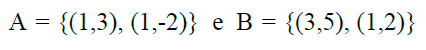 A = {(1,3), (1,-2)} e B = {(3,5), (1,2)}